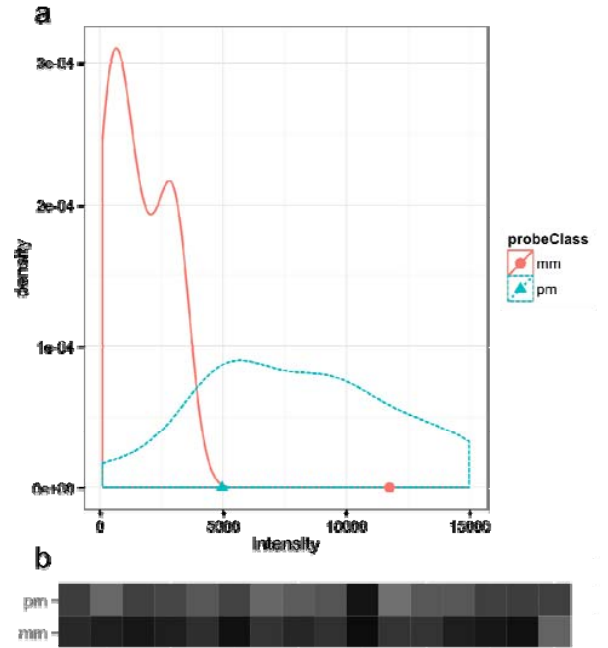 a
3e-04
2e-04
1e-04
0e+00
density
0
5000
10000
15000
Intensity
probeClass
mm
pm
b
pm
mm